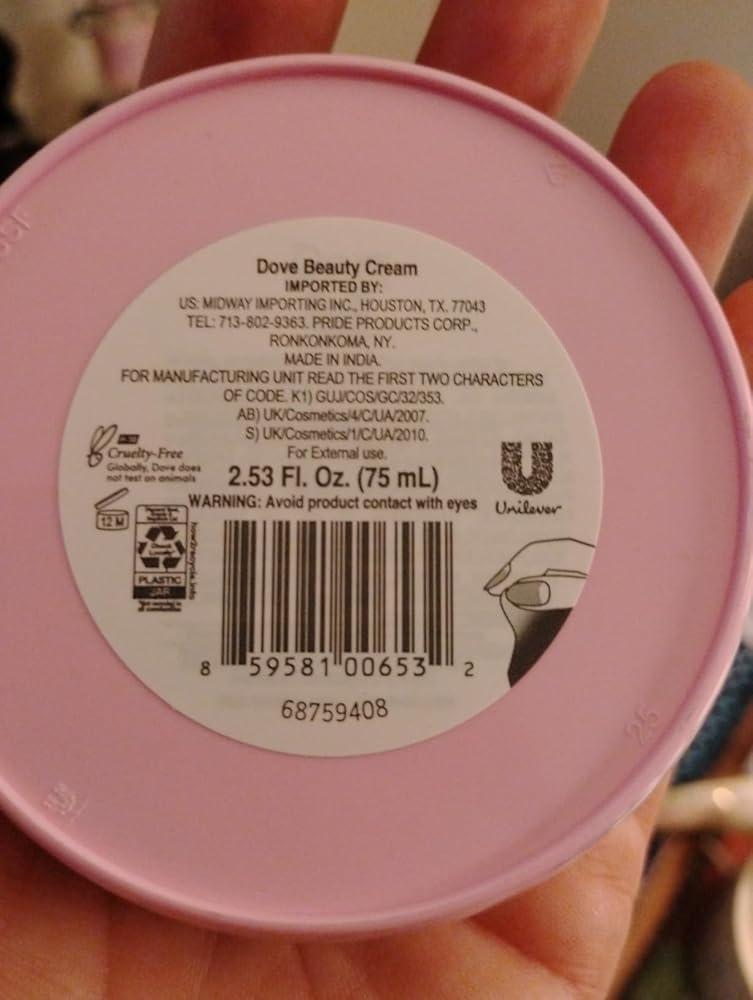 Dove Beauty Cream
IMPORTED BY:
US: MIDWAY IMPORTING INC., HOUSTON, TX. 77043
TEL: 713-802-9363. PRIDE PRODUCTS CORP.,
RONKONKOMA, NY.
MADE IN INDIA.
FOR MANUFACTURING UNIT READ THE FIRST TWO CHARACTERS
OF CODE. K1) GUJ/COS/GC/32/353.
AB) UK/Cosmetics/4/C/UA/2007.
S) UK/Cosmetics/1/C/UA/2010.
For External use.
Cruelty-Free
Globally, Dove does
not test on animals
2.53 Fl. Oz. (75 mL)
WARNING: Avoid product contact with eyes
Unilever
12 M
how2recycle.info
PLASTIC
JAR
8 59581 00653 2
68759408
25